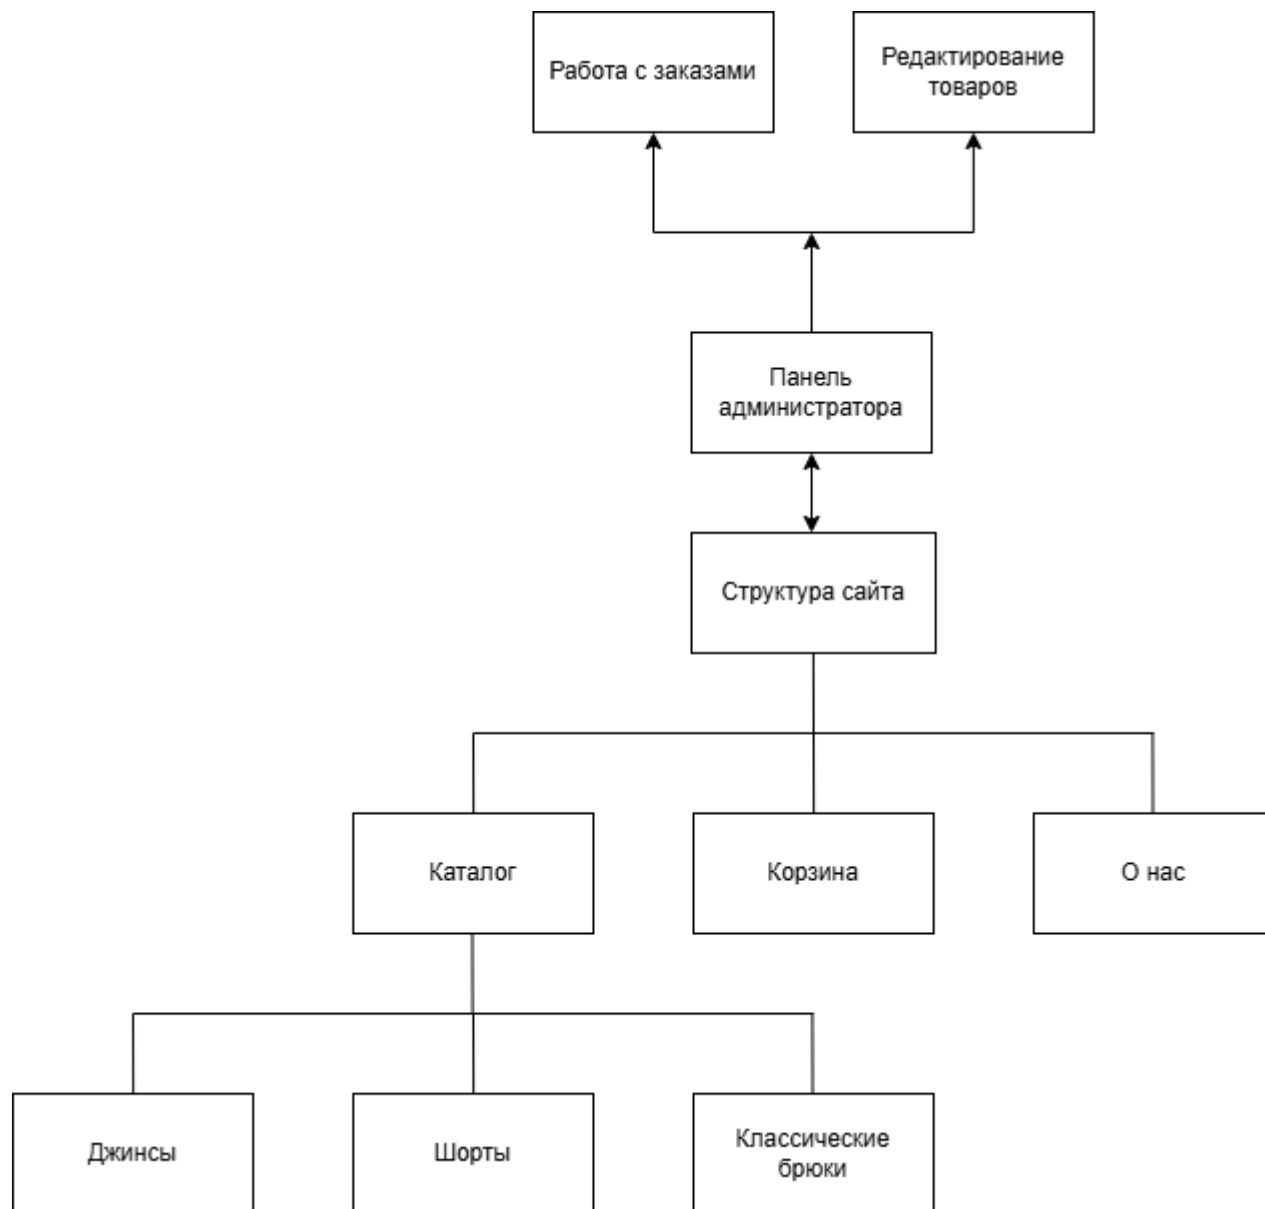 Работа с заказами
Редактирование
товаров
Панель
администратора
Структура сайта
Каталог
Корзина
О нас
Джинсы
Шорты
Классические
брюки